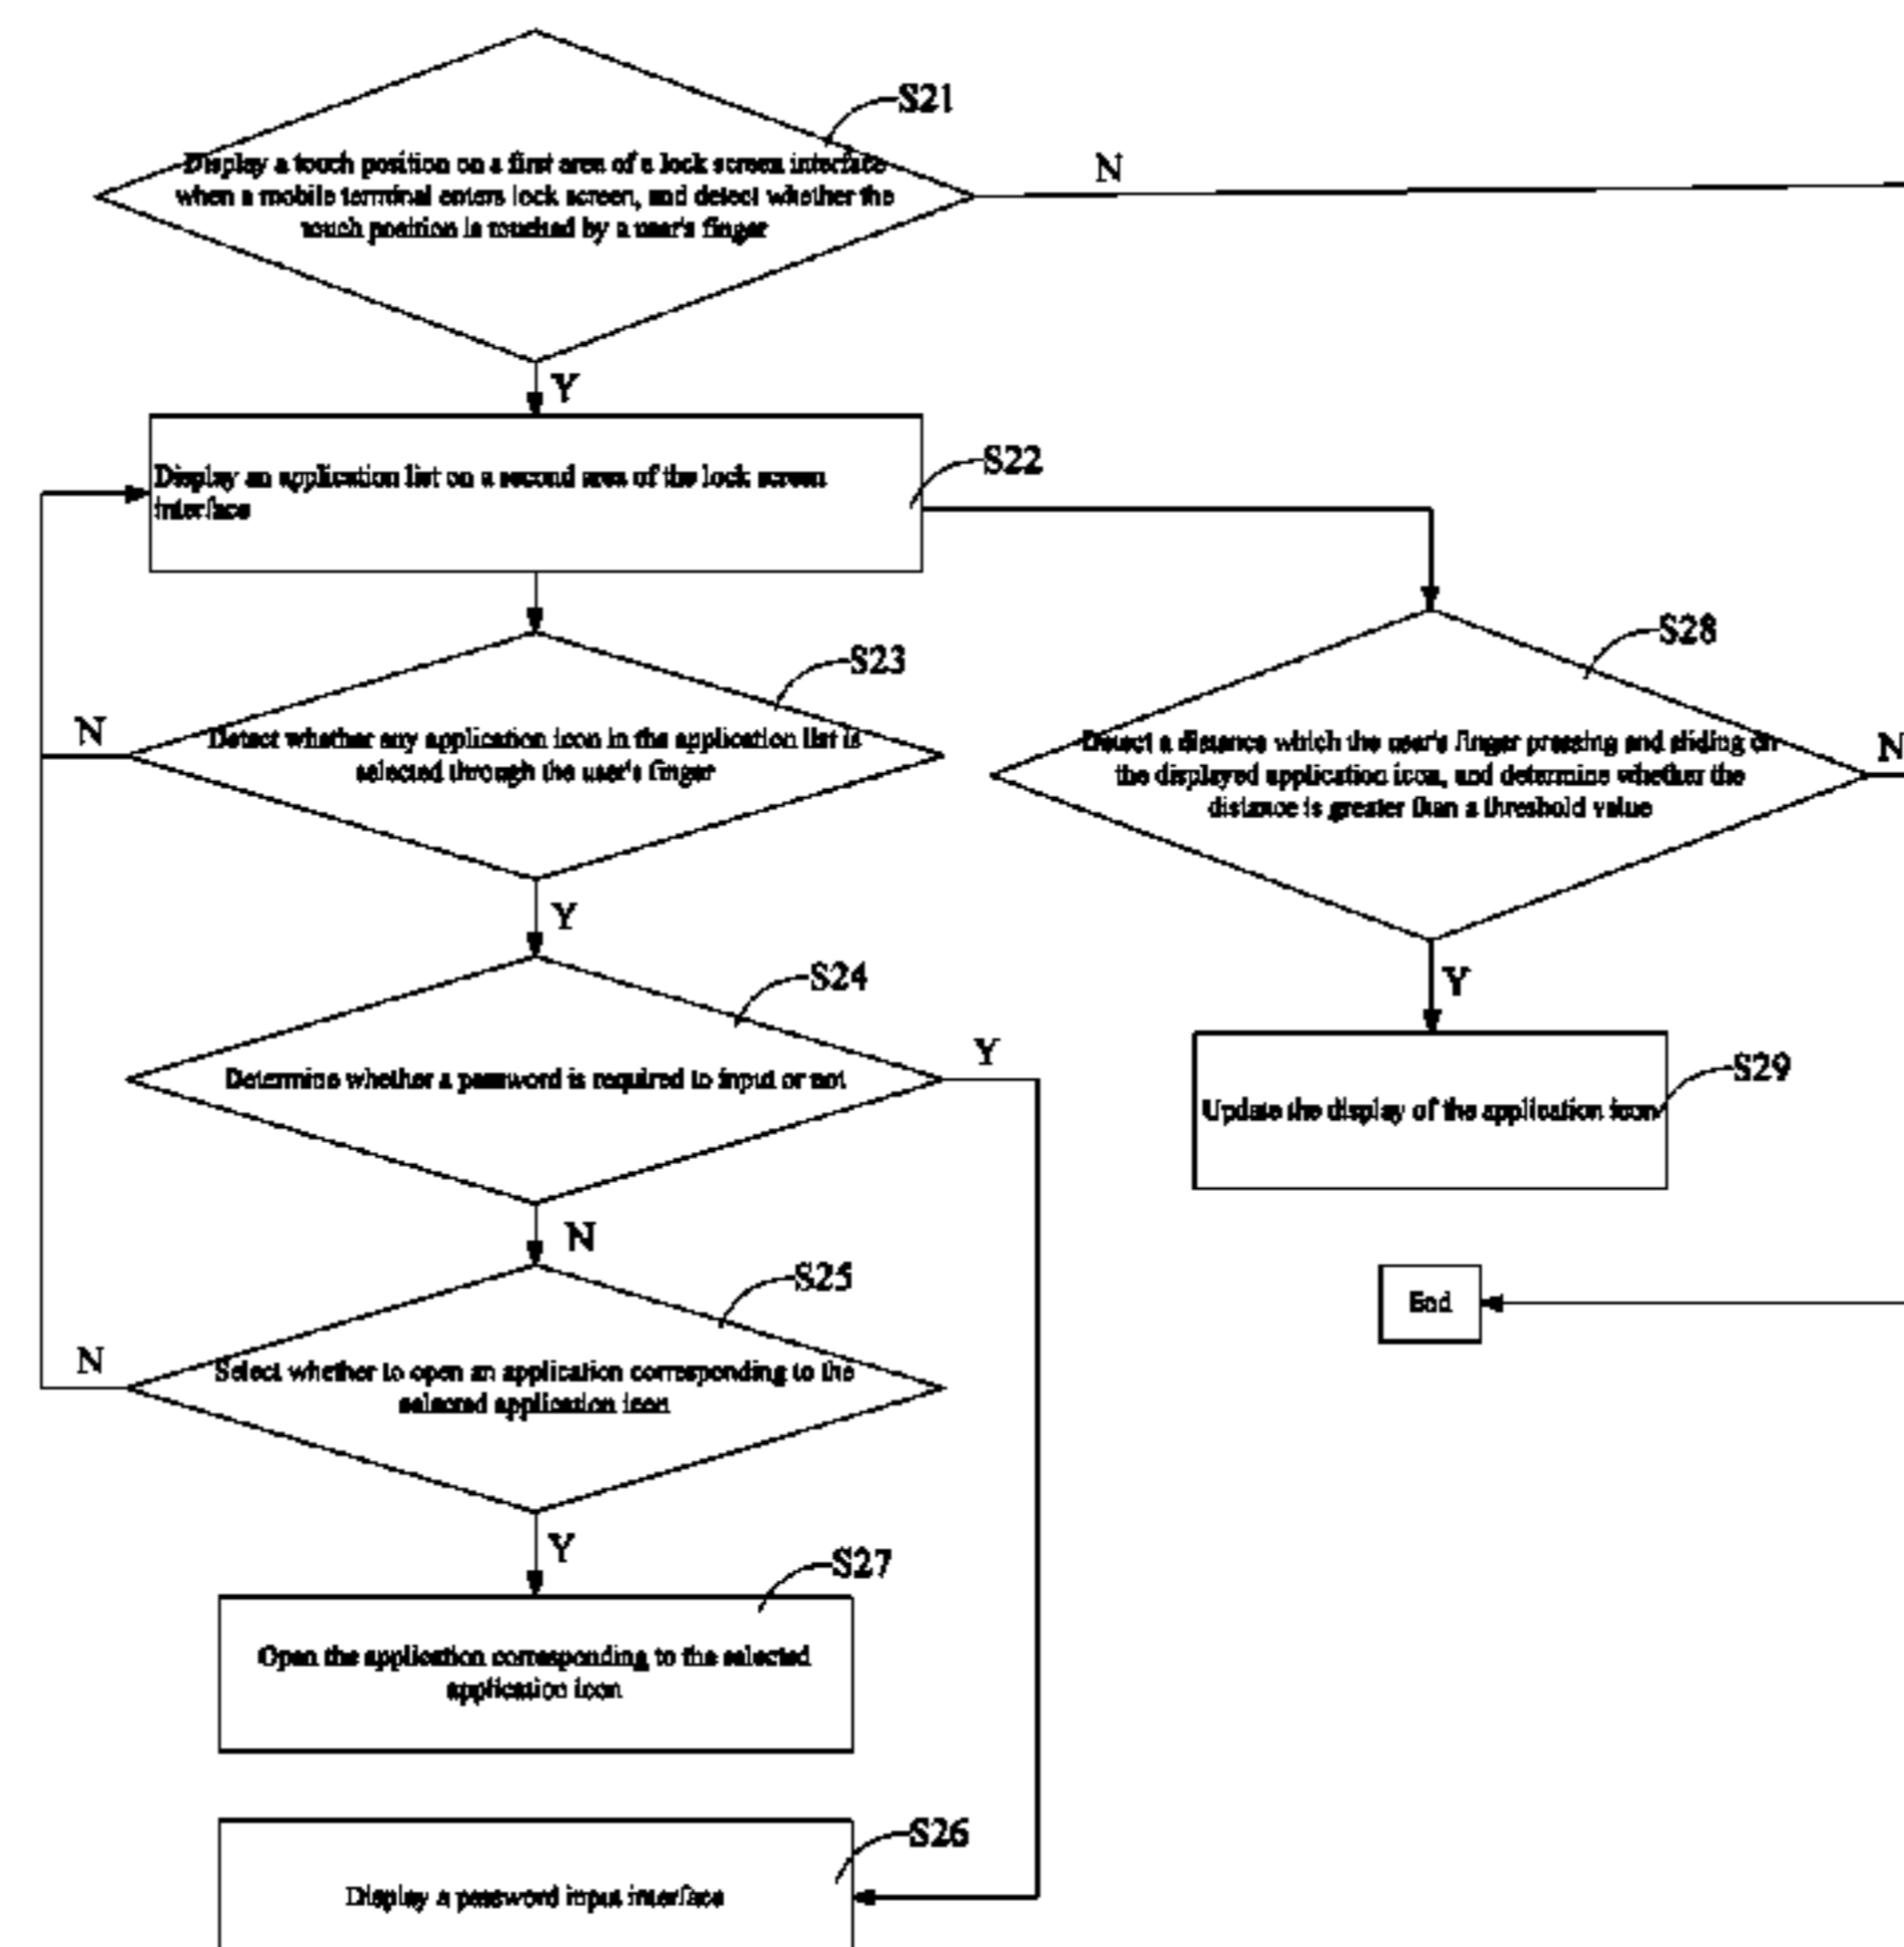 S21
Display a touch position on a first area of a lock screen interface
when a mobile terminal enters lock screen, and detect whether the
touch position is touched by a user's finger
N
Y
S22
Display an application list on a second area of the lock screen
interface
S23
Detect whether any application icon in the application list is
selected through the user's finger
N
Y
S28
Detect a distance which the user's finger pressing and sliding on
the displayed application icon, and determine whether the
distance is greater than a threshold value
N
Y
S24
Determine whether a password is required to input or not
Y
N
S29
Update the display of the application icon
End
S25
Select whether to open an application corresponding to the
selected application icon
N
Y
S27
Open the application corresponding to the selected
application icon
S26
Display a password input interface